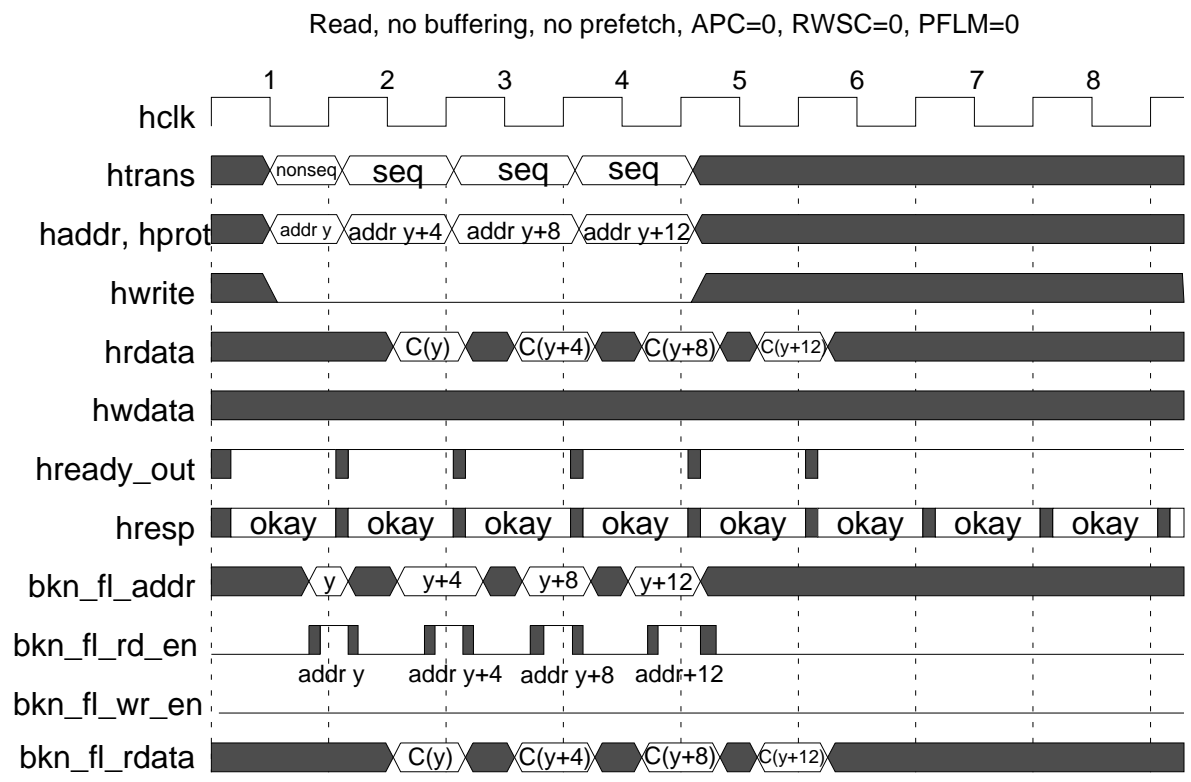 Read, no buffering, no prefetch, APC=0, RWSC=0, PFLM=0
1 2 3 4 5 6 7 8
hclk
htrans nonseq seq seq seq
haddr, hprot addr y addr y+4 addr y+8 addr y+12
hwrite
hrdata C(y) C(y+4) C(y+8) C(y+12)
hwdata
hready_out
hresp okay okay okay okay okay okay okay okay
bkn_fl_addr y y+4 y+8 y+12
bkn_fl_rd_en
addr y addr y+4 addr y+8 addr+12
bkn_fl_wr_en
bkn_fl_rdata C(y) C(y+4) C(y+8) C(y+12)